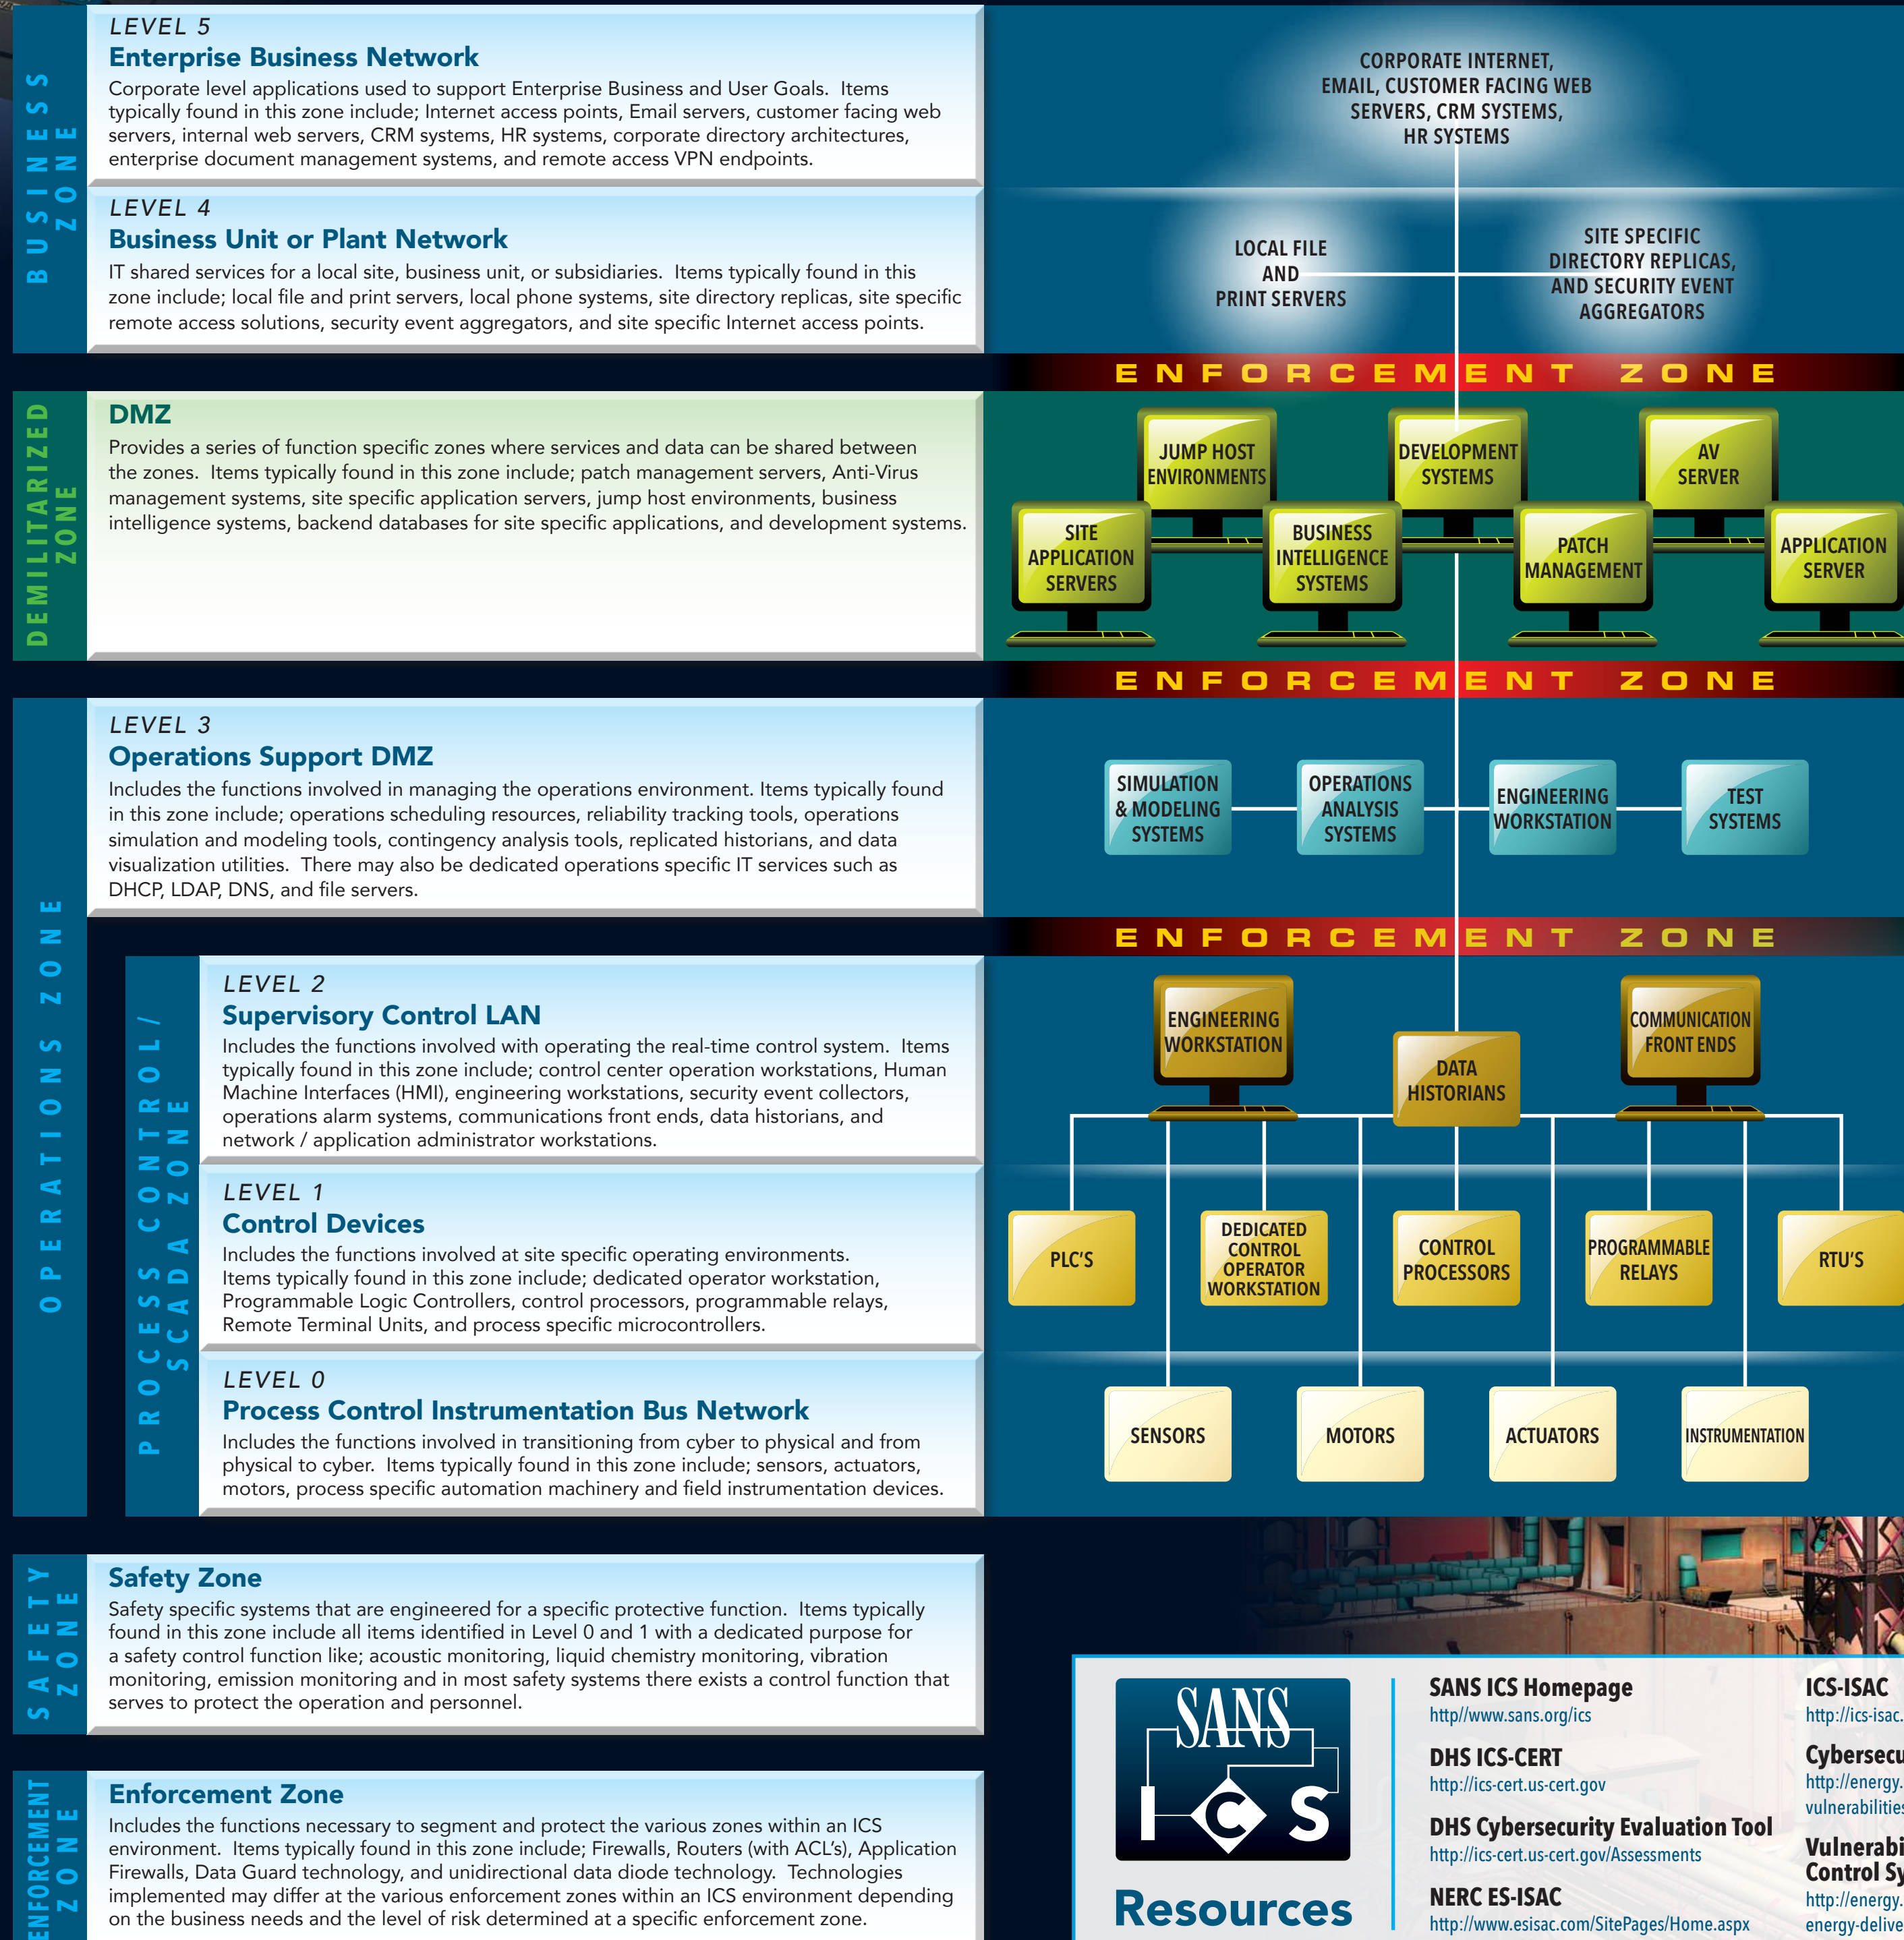 BUSINESS
ZONE
LEVEL 5
Enterprise Business Network
Corporate level applications used to support Enterprise Business and User Goals.  Items
typically found in this zone include; Internet access points, Email servers, customer facing web
servers, internal web servers, CRM systems, HR systems, corporate directory architectures,
enterprise document management systems, and remote access VPN endpoints.
LEVEL 4
Business Unit or Plant Network
IT shared services for a local site, business unit, or subsidiaries.  Items typically found in this
zone include; local file and print servers, local phone systems, site directory replicas, site specific
remote access solutions, security event aggregators, and site specific Internet access points.
CORPORATE INTERNET,
EMAIL, CUSTOMER FACING WEB
SERVERS, CRM SYSTEMS,
HR SYSTEMS
LOCAL FILE
AND
PRINT SERVERS
SITE SPECIFIC
DIRECTORY REPLICAS,
AND SECURITY EVENT
AGGREGATORS
ENFORCEMENT ZONE
DEMILITARIZED
ZONE
DMZ
Provides a series of function specific zones where services and data can be shared between
the zones.  Items typically found in this zone include; patch management servers, Anti-Virus
management systems, site specific application servers, jump host environments, business
intelligence systems, backend databases for site specific applications, and development systems.
JUMP HOST
ENVIRONMENTS
DEVELOPMENT
SYSTEMS
AV
SERVER
SITE
APPLICATION
SERVERS
BUSINESS
INTELLIGENCE
SYSTEMS
PATCH
MANAGEMENT
APPLICATION
SERVER
ENFORCEMENT ZONE
OPERATIONS ZONE
LEVEL 3
Operations Support DMZ
Includes the functions involved in managing the operations environment. Items typically found
in this zone include; operations scheduling resources, reliability tracking tools, operations
simulation and modeling tools, contingency analysis tools, replicated historians, and data
visualization utilities.  There may also be dedicated operations specific IT services such as
DHCP, LDAP, DNS, and file servers.
SIMULATION
& MODELING
SYSTEMS
OPERATIONS
ANALYSIS
SYSTEMS
ENGINEERING
WORKSTATION
TEST
SYSTEMS
ENFORCEMENT ZONE
PROCESS CONTROL /
SCADA ZONE
LEVEL 2
Supervisory Control LAN
Includes the functions involved with operating the real-time control system.  Items
typically found in this zone include; control center operation workstations, Human
Machine Interfaces (HMI), engineering workstations, security event collectors,
operations alarm systems, communications front ends, data historians, and
network / application administrator workstations.
ENGINEERING
WORKSTATION
DATA
HISTORIANS
COMMUNICATION
FRONT ENDS
LEVEL 1
Control Devices
Includes the functions involved at site specific operating environments.
Items typically found in this zone include; dedicated operator workstation,
Programmable Logic Controllers, control processors, programmable relays,
Remote Terminal Units, and process specific microcontrollers.
PLC'S
DEDICATED
CONTROL
OPERATOR
WORKSTATION
CONTROL
PROCESSORS
PROGRAMMABLE
RELAYS
RTU'S
LEVEL 0
Process Control Instrumentation Bus Network
Includes the functions involved in transitioning from cyber to physical and from
physical to cyber.  Items typically found in this zone include; sensors, actuators,
motors, process specific automation machinery and field instrumentation devices.
SENSORS
MOTORS
ACTUATORS
INSTRUMENTATION
SAFETY
ZONE
Safety Zone
Safety specific systems that are engineered for a specific protective function.  Items typically
found in this zone include all items identified in Level 0 and 1 with a dedicated purpose for
a safety control function like; acoustic monitoring, liquid chemistry monitoring, vibration
monitoring, emission monitoring and in most safety systems there exists a control function that
serves to protect the operation and personnel.
ENFORCEMENT
ZONE
Enforcement Zone
Includes the functions necessary to segment and protect the various zones within an ICS
environment.  Items typically found in this zone include; Firewalls, Routers (with ACL's), Application
Firewalls, Data Guard technology, and unidirectional data diode technology.  Technologies
implemented may differ at the various enforcement zones within an ICS environment depending
on the business needs and the level of risk determined at a specific enforcement zone.
SANS
ICS
Resources
SANS ICS Homepage
http//www.sans.org/ics
DHS ICS-CERT
http://ics-cert.us-cert.gov
DHS Cybersecurity Evaluation Tool
http://ics-cert.us-cert.gov/Assessments
NERC ES-ISAC
http://www.esisac.com/SitePages/Home.aspx
ICS-ISAC
http://ics-isac.
Cybersecu
http://energy.
vulnerabilities
Vulnerabi
Control Sy
http://energy.
energy-delive